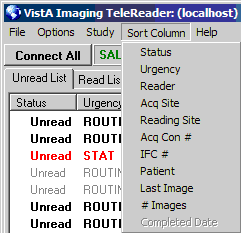 VistA Imaging TeleReader: (localhost)
File Options Study Sort Column Help
Connect All SAL
Unread List Read List
Status Urgency
Unread ROUTI
Unread ROUTI
Unread STAT
Unread ROUTIN
Unread ROUTIN
Unread ROUTI
Unread ROUTI
Status
Urgency
Reader
Acq Site
Reading Site
Acq Con #
IFC #
Patient
Last Image
# Images
Completed Date